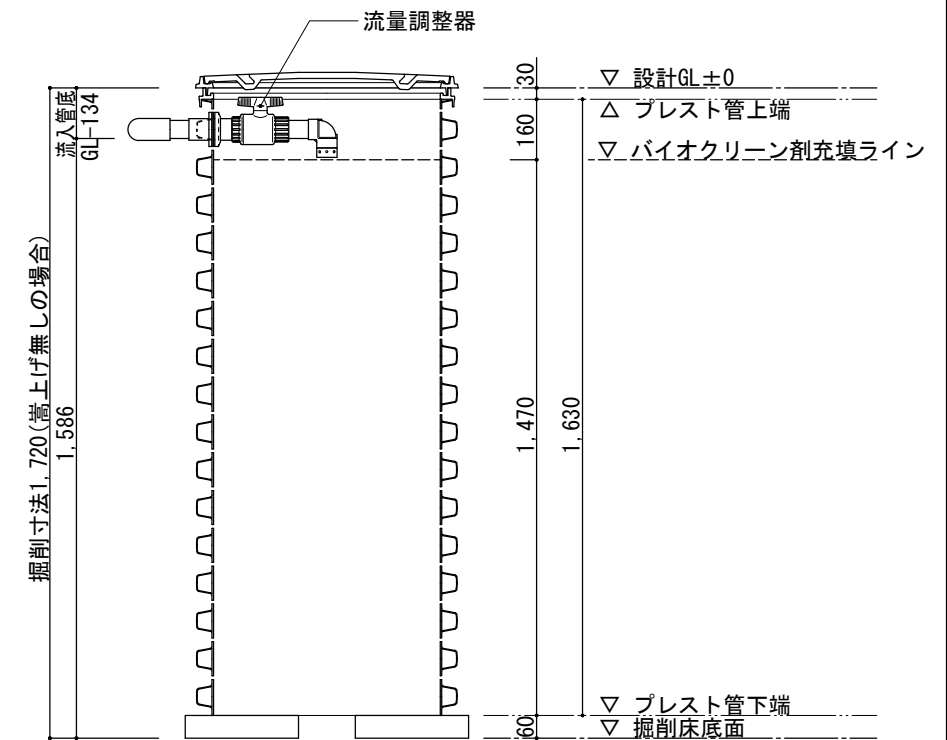 流量調整器
30
▽ 設計GL±0
△ プレスト管上端
160
▽ バイオクリーン剤充填ライン
流入管底
GL-134
掘削寸法1,720(嵩上げ無しの場合)
1,586
1,470
1,630
▽ プレスト管下端
60
▽ 掘削床底面